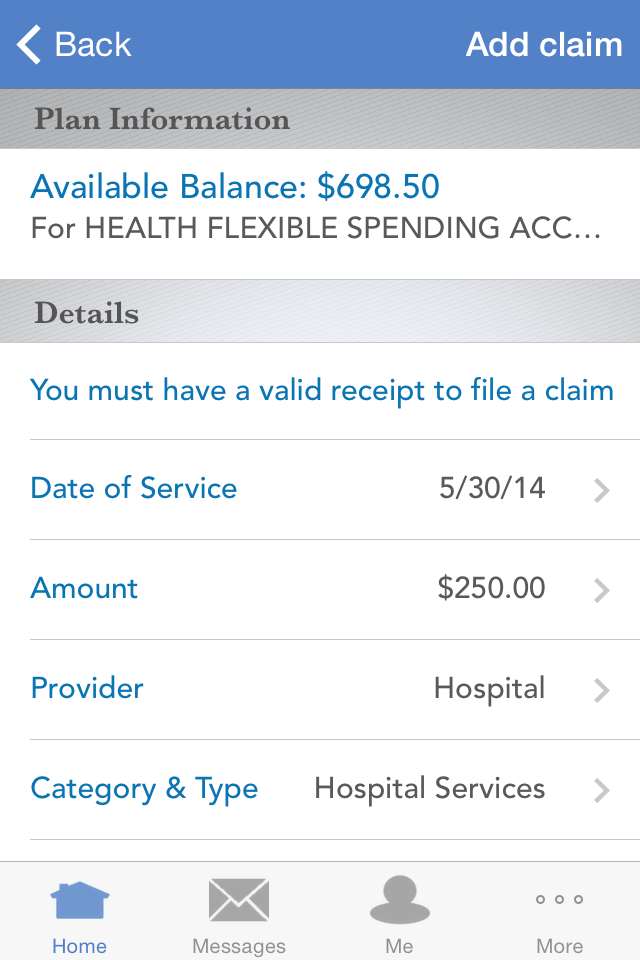 Back
Add claim
Plan Information
Available Balance: $698.50
For HEALTH FLEXIBLE SPENDING ACC...
Details
You must have a valid receipt to file a claim
Date of Service 5/30/14
Amount $250.00
Provider Hospital
Category & Type Hospital Services
Home Messages Me More